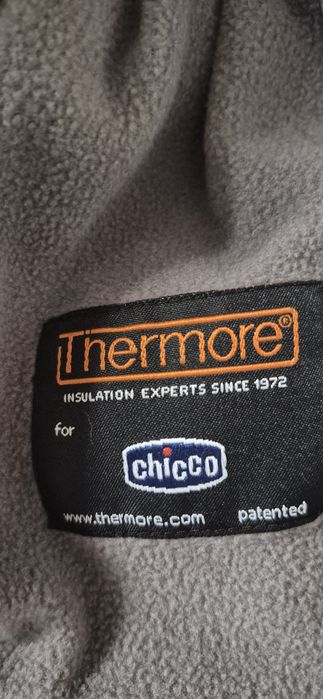 Thermore®
INSULATION EXPERTS SINCE 1972
for
chicco
www.thermore.com patented